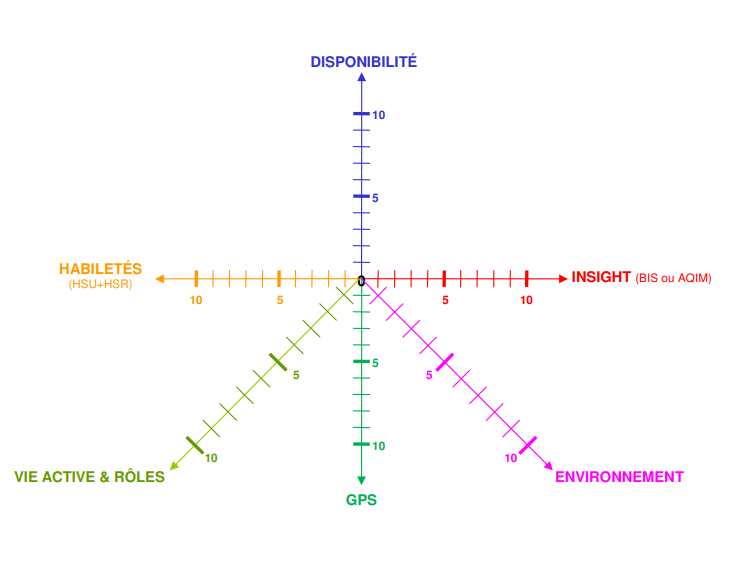 DISPONIBILITÉ
10
5
HABILETÉS
(HSU+HSR)
10
5
0
5
10
INSIGHT (BIS ou AQIM)
5
10
VIE ACTIVE & RÔLES
5
10
GPS
5
10
ENVIRONNEMENT